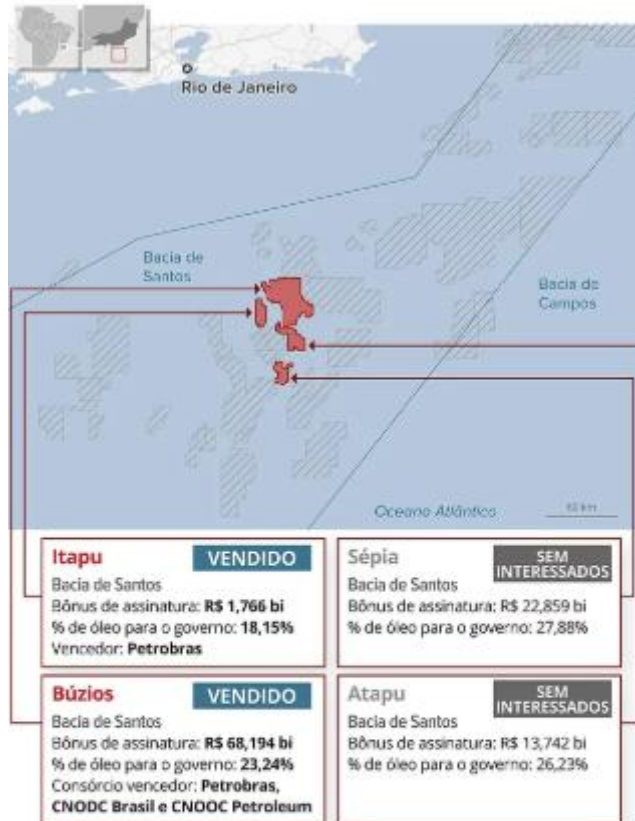 Rio de Janeiro
Bacia de
Santos
Bacia de
Campos
Oceano Atlântico
Itapu
VENDIDO
Bacia de Santos
Bônus de assinatura: R$ 1,766 bi
% de óleo para o governo: 18,15%
Vencedor: Petrobras
Sépia
SEM
INTERESSADOS
Bacia de Santos
Bônus de assinatura: R$ 22,859 bi
% de óleo para o governo: 27,88%
Búzios
VENDIDO
Bacia de Santos
Bônus de assinatura: R$ 68,194 bi
% de óleo para o governo: 23,24%
Consórcio vencedor: Petrobras,
CNODC Brasil e CNOOC Petroleum
Atapu
SEM
INTERESSADOS
Bacia de Santos
Bônus de assinatura: R$ 13,742 bi
% de óleo para o governo: 26,23%